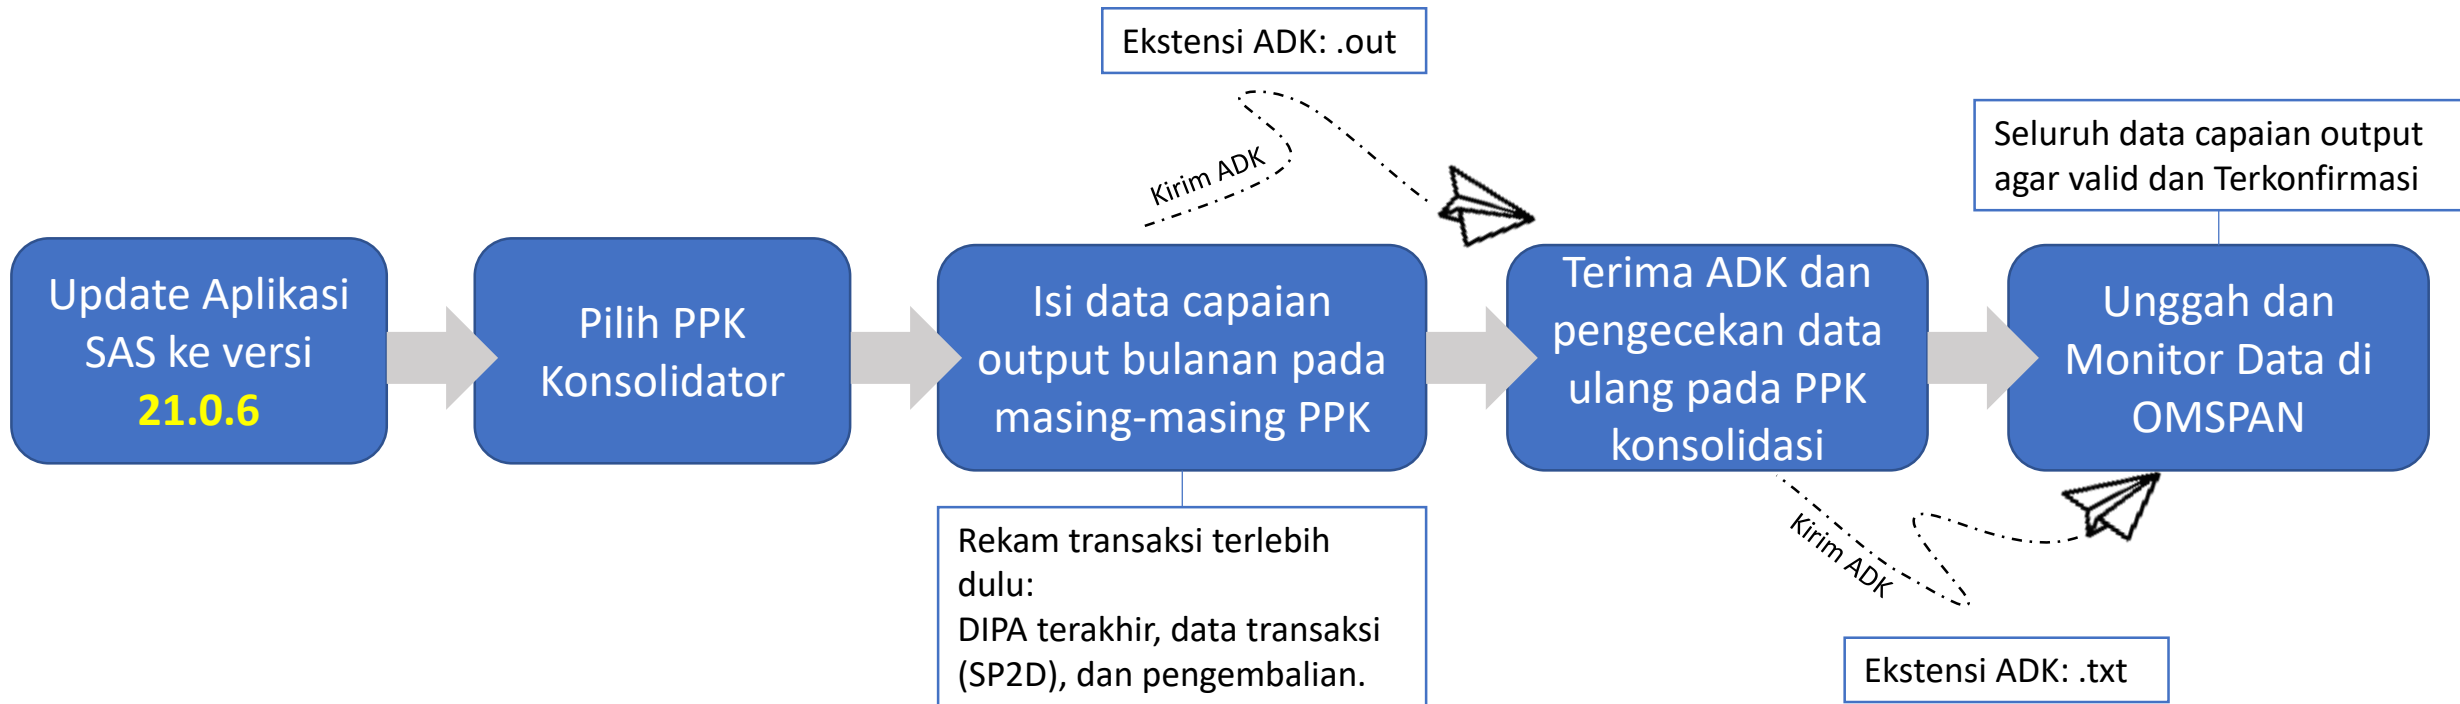 Ekstensi ADK: .out
Kirim ADK
Seluruh data capaian output
agar valid dan Terkonfirmasi
Update Aplikasi
SAS ke versi
21.0.6
Pilih PPK
Konsolidator
Isi data capaian
output bulanan pada
masing-masing PPK
Terima ADK dan
pengecekan data
ulang pada PPK
konsolidasi
Unggah dan
Monitor Data di
OMSPAN
Rekam transaksi terlebih
dulu:
DIPA terakhir, data transaksi
(SP2D), dan pengembalian.
Kirim ADK
Ekstensi ADK: .txt